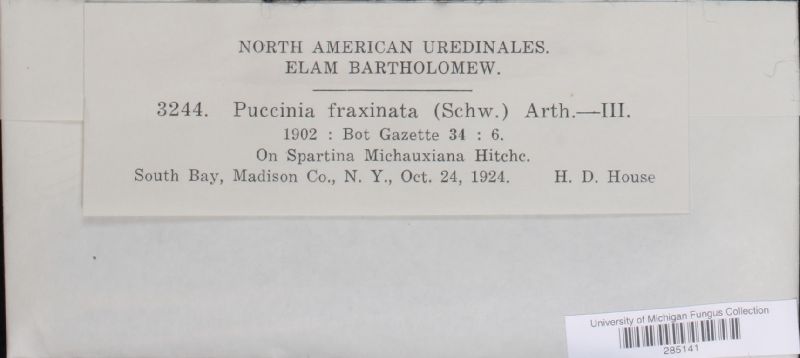 NORTH AMERICAN UREDINALES.
ELAM BARTHOLOMEW.
3244. Puccinia fraxinata (Schw.) Arth.—III.
1902 : Bot Gazette 34 : 6.
On Spartina Michauxiana Hitchc.
South Bay, Madison Co., N. Y., Oct. 24, 1924. H. D. House
University of Michigan Fungus Collection
285141